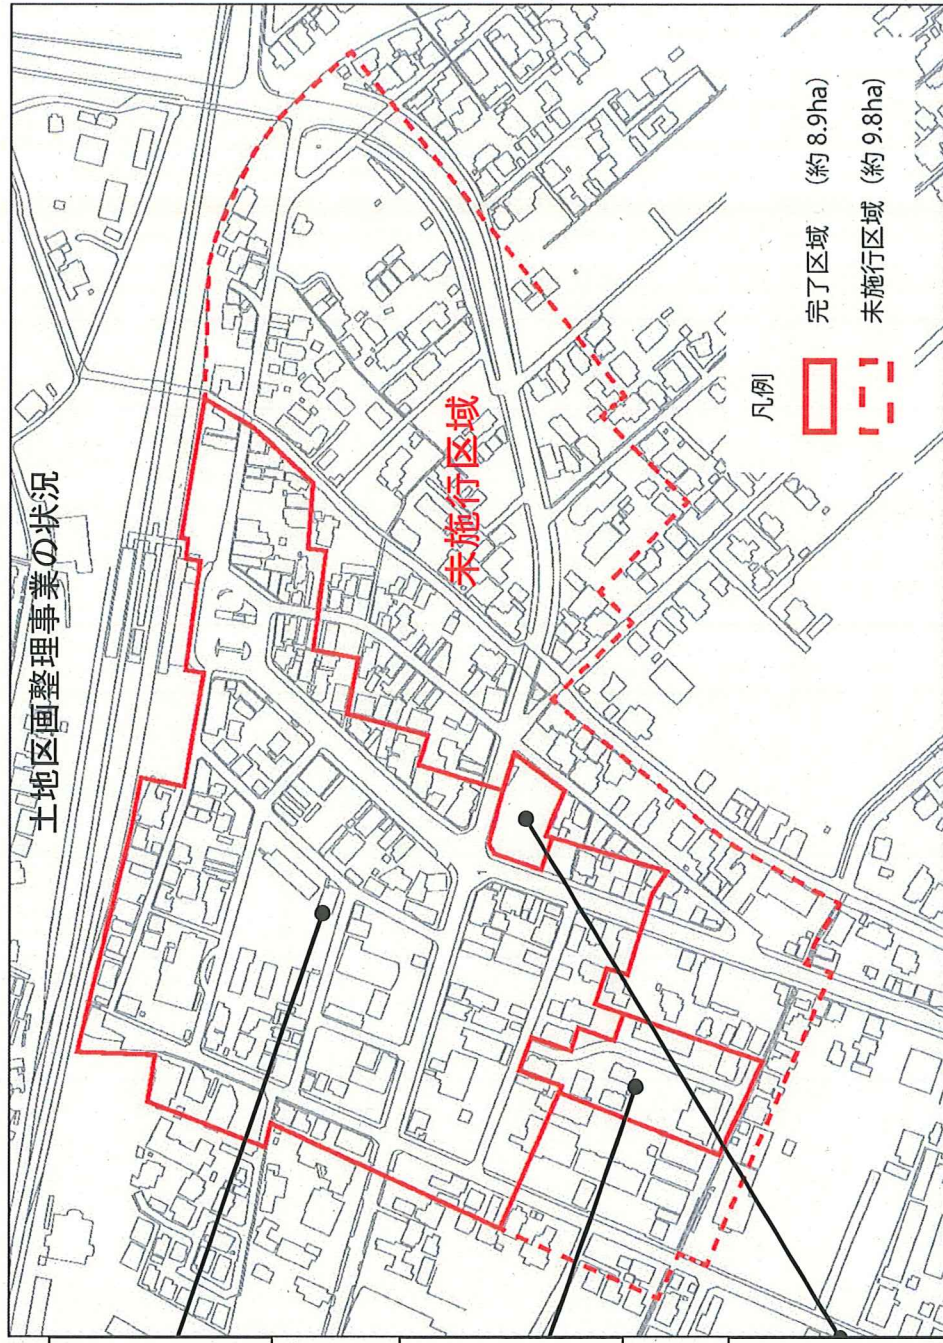 土地区画整理事業の状況
未施行区域
凡例
完了区域 (約 8.9ha)
未施行区域 (約 9.8ha)